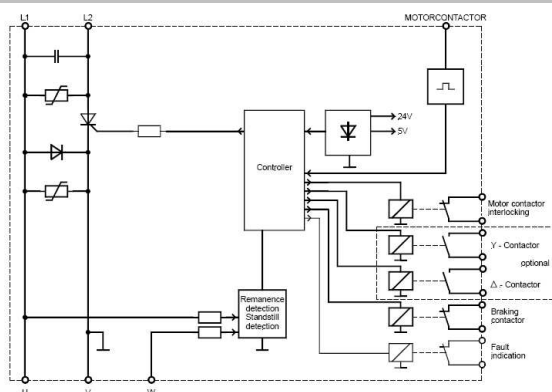 L1
L2
MOTORCONTACTOR
24V
5V
Controller
Motor contactor
interlocking
Y - Contactor
optional
△ - Contactor
Remanence
detection
Standstill
detection
Braking
contactor
Fault
indication
U
V
W